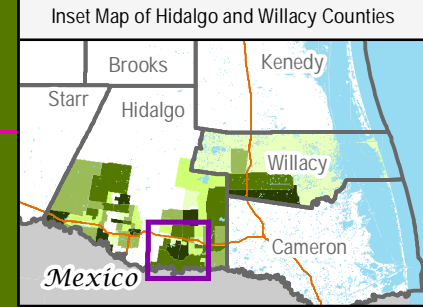 Inset Map of Hidalgo and Willacy Counties
Brooks
Kenedy
Starr
Hidalgo
Willacy
Cameron
Mexico